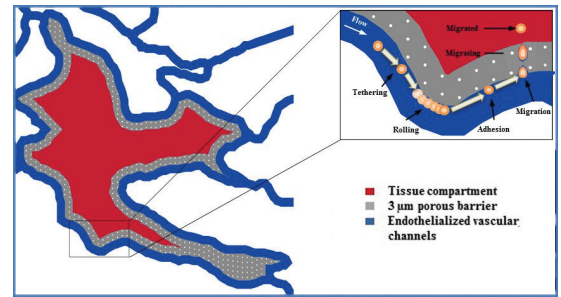 Flow
Migrated
Migrating
Tethering
Rolling
Adhesion
Migration
Tissue compartment
3 µm porous barrier
Endothelialized vascular
channels